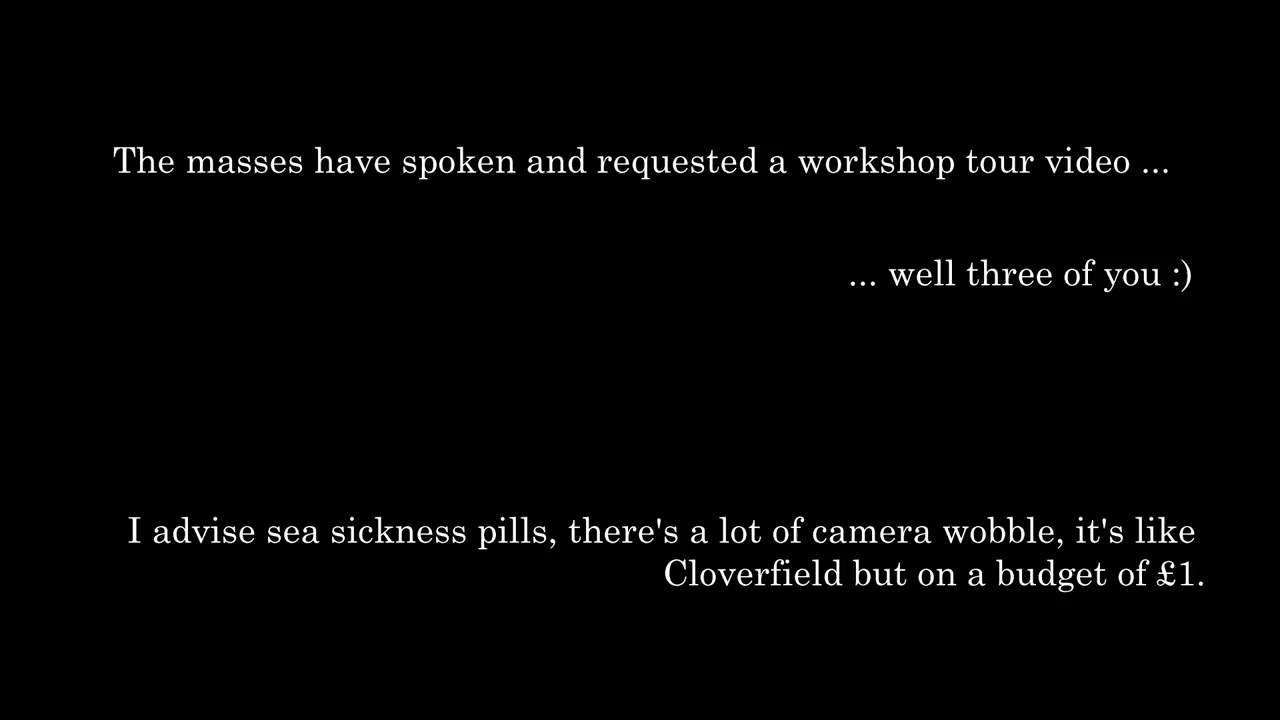 The masses have spoken and requested a workshop tour video ...
... well three of you :)
I advise sea sickness pills, there's a lot of camera wobble, it's like
Cloverfield but on a budget of £1.